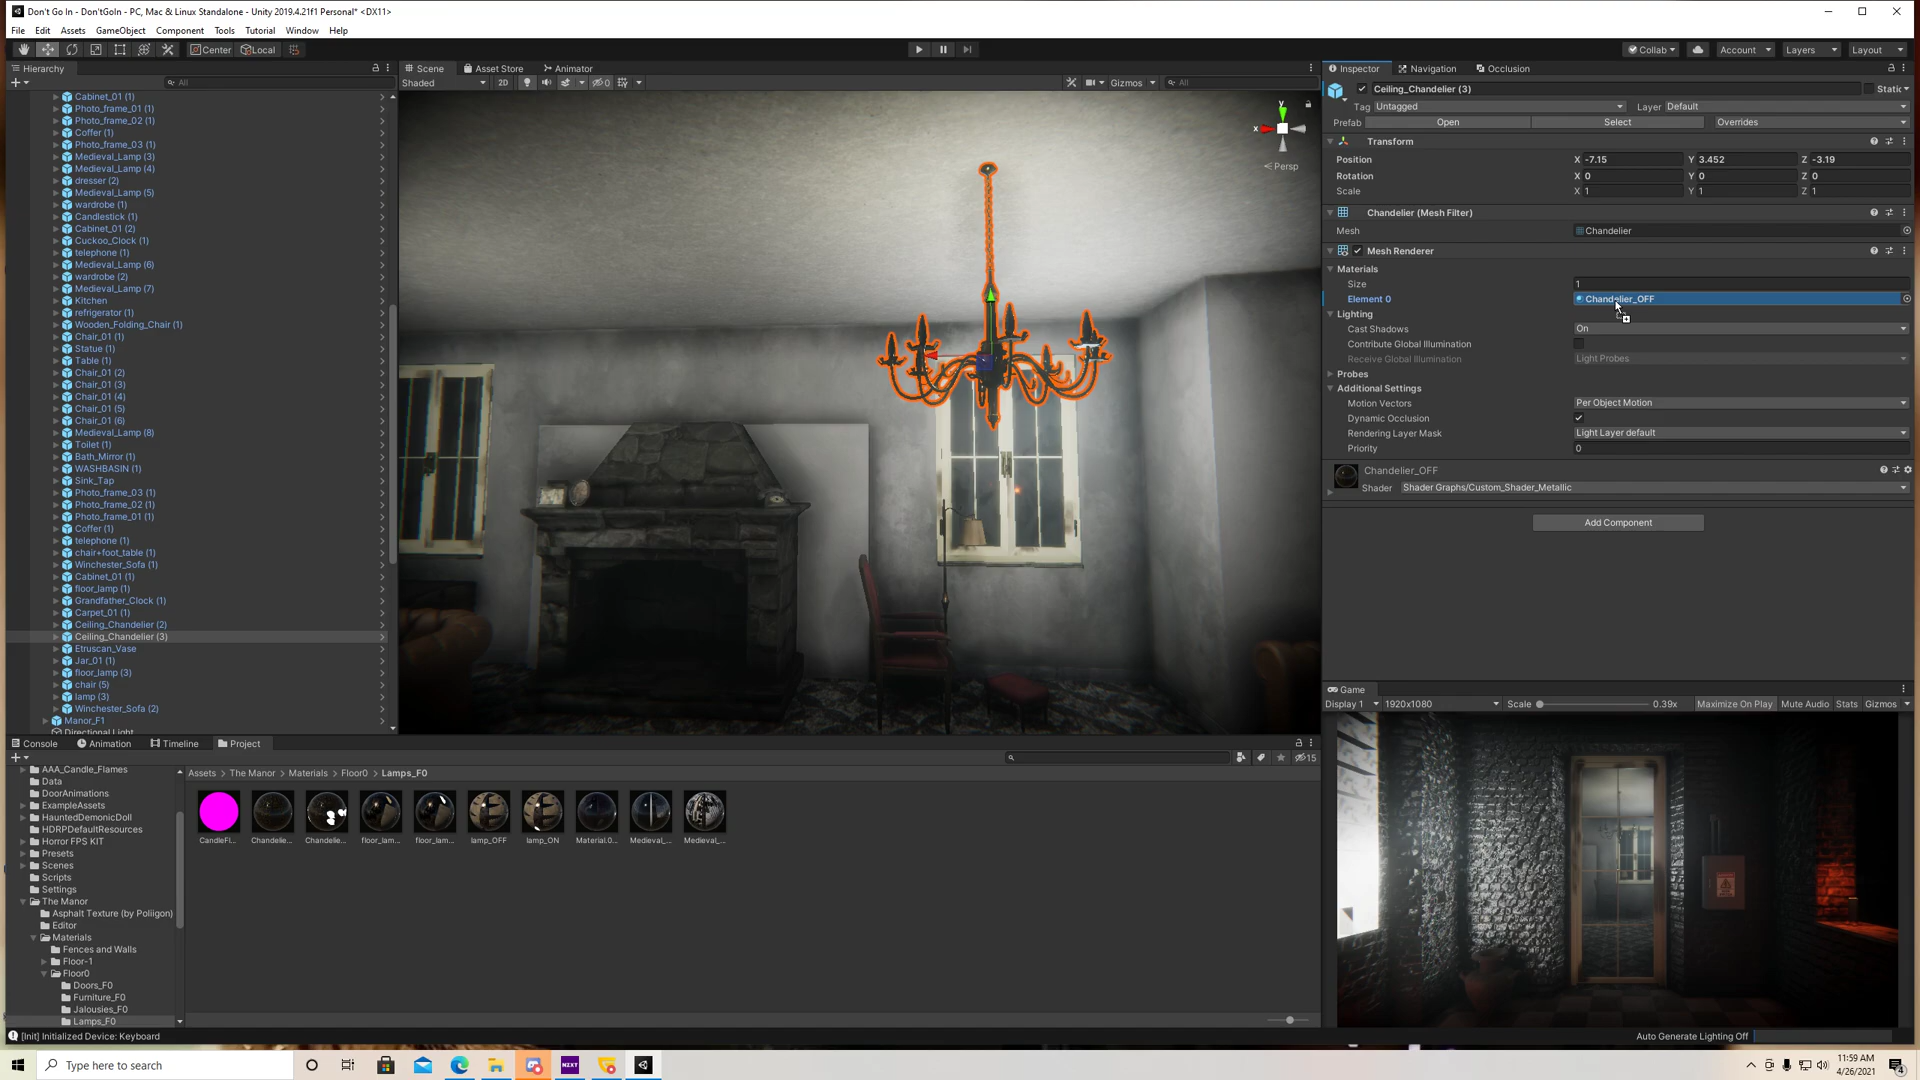 Don't Go In - Don'tGoIn - PC, Mac & Linux Standalone - Unity 2019.4.21f1 Personal* <DX11>
File Edit Assets GameObject Component Tools Tutorial Window Help
Center Local Collab Account Layers Layout
Hierarchy
All
Cabinet_01 (1)
Photo_frame_01 (1)
Photo_frame_02 (1)
Coffer (1)
Photo_frame_03 (1)
Medieval_Lamp (3)
Medieval_Lamp (4)
dresser (2)
Medieval_Lamp (5)
wardrobe (1)
Candlestick (1)
Cabinet_01 (2)
Cuckoo_Clock (1)
telephone (1)
Medieval_Lamp (6)
wardrobe (2)
Medieval_Lamp (7)
Kitchen
refrigerator (1)
Wooden_Folding_Chair (1)
Chair_01 (1)
Statue (1)
Table (1)
Chair_01 (2)
Chair_01 (3)
Chair_01 (4)
Chair_01 (5)
Chair_01 (6)
Medieval_Lamp (8)
Toilet (1)
Bath_Mirror (1)
WASHBASIN (1)
Sink_Tap
Photo_frame_03 (1)
Photo_frame_02 (1)
Photo_frame_01 (1)
Coffer (1)
telephone (1)
chair+foot_table (1)
Winchester_Sofa (1)
Cabinet_01 (1)
floor_lamp (1)
Grandfather_Clock (1)
Carpet_01 (1)
Ceiling_Chandelier (2)
Ceiling_Chandelier (3)
Etruscan_Vase
Jar_01 (1)
floor_lamp (3)
chair (5)
lamp (3)
Winchester_Sofa (2)
Manor_F1
Directional Light
Scene Asset Store Animator
Shaded 2D 0 Gizmos All
y
x
Persp
Inspector Navigation Occlusion
Ceiling_Chandelier (3) Static
Tag Untagged Layer Default
Prefab Open Select Overrides
Transform
Position X -7.15 Y 3.452 Z -3.19
Rotation X 0 Y 0 Z 0
Scale X 1 Y 1 Z 1
Chandelier (Mesh Filter)
Mesh Chandelier
Mesh Renderer
Materials
Size 1
Element 0 Chandelier_OFF
Lighting
Cast Shadows On
Contribute Global Illumination
Receive Global Illumination Light Probes
Probes
Additional Settings
Motion Vectors Per Object Motion
Dynamic Occlusion
Rendering Layer Mask Light Layer default
Priority 0
Chandelier_OFF
Shader Shader Graphs/Custom_Shader_Metallic
Add Component
Game
Display 1 1920x1080 Scale 0.39x Maximize On Play Mute Audio Stats Gizmos
Console Animation Timeline Project
15
AAA_Candle_Flames
Data
DoorAnimations
ExampleAssets
HauntedDemonicDoll
HDRPDefaultResources
Horror FPS KIT
Presets
Scenes
Scripts
Settings
The Manor
Asphalt Texture (by Poliigon)
Editor
Materials
Fences and Walls
Floor-1
Floor0
Doors_F0
Furniture_F0
Jalousies_F0
Lamps_F0
Assets > The Manor > Materials > Floor0 > Lamps_F0
CandleFl... Chandelie... Chandelie... floor_lam... floor_lam... lamp_OFF lamp_ON Material.0... Medieval_... Medieval_...
[Init] Initialized Device: Keyboard
Auto Generate Lighting Off
Type here to search
NZXT
11:59 AM
4/26/2021
4